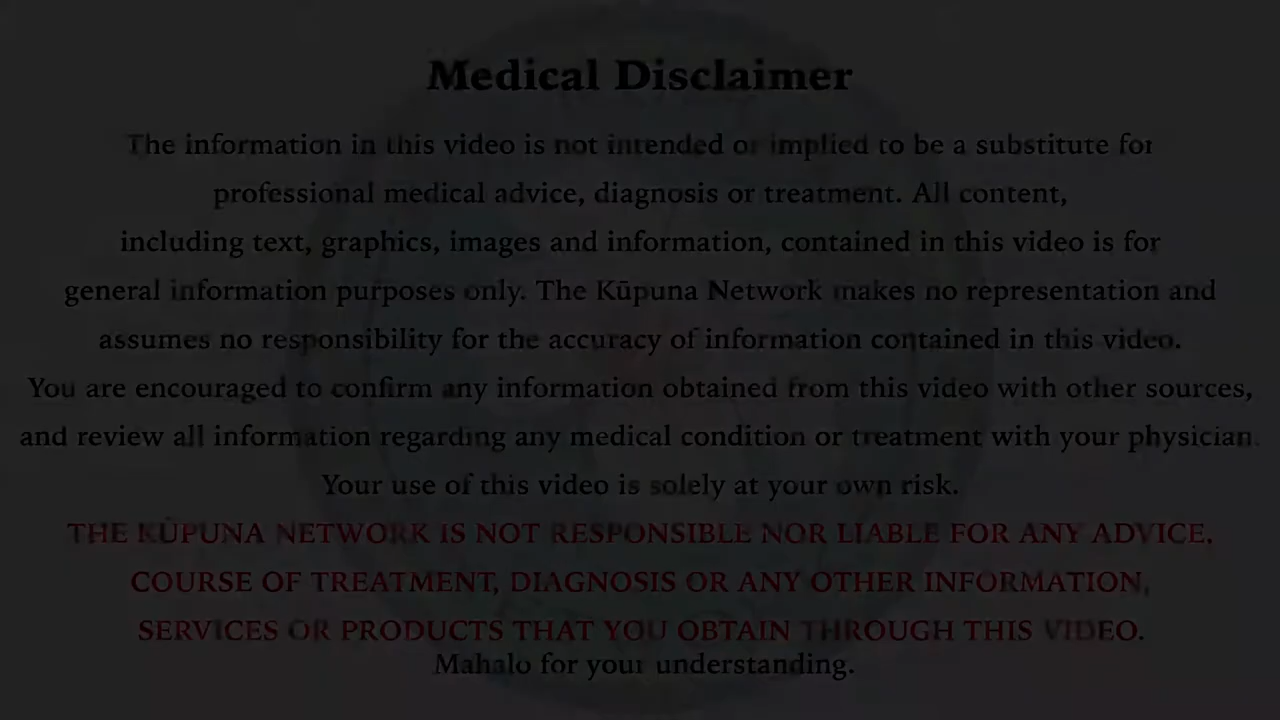 Medical Disclaimer
The information in this video is not intended or implied to be a substitute for
professional medical advice, diagnosis or treatment. All content,
including text, graphics, images and information, contained in this video is for
general information purposes only. The Kūpuna Network makes no representation and
assumes no responsibility for the accuracy of information contained in this video.
You are encouraged to confirm any information obtained from this video with other sources,
and review all information regarding any medical condition or treatment with your physician.
Your use of this video is solely at your own risk.
THE KŪPUNA NETWORK IS NOT RESPONSIBLE NOR LIABLE FOR ANY ADVICE,
COURSE OF TREATMENT, DIAGNOSIS OR ANY OTHER INFORMATION,
SERVICES OR PRODUCTS THAT YOU OBTAIN THROUGH THIS VIDEO.
Mahalo for your understanding.